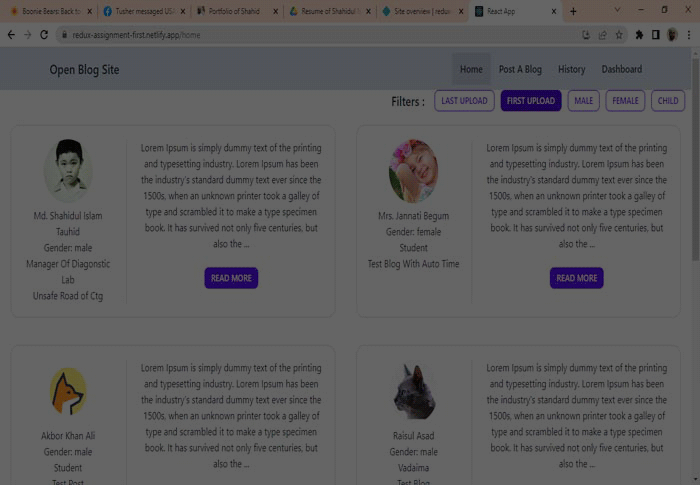 Boonie Bears: Back to
Tusher messaged US
Portfolio of Shahid
Resume of Shahidul
Site overview | redux-
React App
redux-assignment-first.netlify.app/home
Open Blog Site
Home Post A Blog History Dashboard
Filters : LAST UPLOAD FIRST UPLOAD MALE FEMALE CHILD
Md. Shahidul Islam
Tauhid
Gender: male
Manager Of Diagonstic
Lab
Unsafe Road of Ctg
Lorem Ipsum is simply dummy text of the printing
and typesetting industry. Lorem Ipsum has been
the industry's standard dummy text ever since the
1500s, when an unknown printer took a galley of
type and scrambled it to make a type specimen
book. It has survived not only five centuries, but
also the ...
READ MORE
Mrs. Jannati Begum
Gender: female
Student
Test Blog With Auto Time
Lorem Ipsum is simply dummy text of the printing
and typesetting industry. Lorem Ipsum has been
the industry's standard dummy text ever since the
1500s, when an unknown printer took a galley of
type and scrambled it to make a type specimen
book. It has survived not only five centuries, but
also the ...
READ MORE
Akbor Khan Ali
Gender: male
Student
Test Post
Lorem Ipsum is simply dummy text of the printing
and typesetting industry. Lorem Ipsum has been
the industry's standard dummy text ever since the
1500s, when an unknown printer took a galley of
type and scrambled it to make a type specimen
book. It has survived not only five centuries, but
also the ...
Raisul Asad
Gender: male
Vadaima
Test Blog
Lorem Ipsum is simply dummy text of the printing
and typesetting industry. Lorem Ipsum has been
the industry's standard dummy text ever since the
1500s, when an unknown printer took a galley of
type and scrambled it to make a type specimen
book. It has survived not only five centuries, but
also the ...